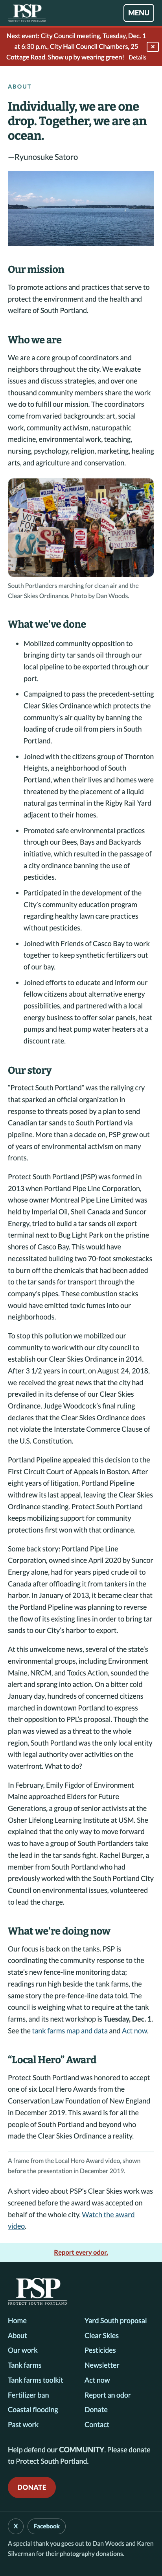 PSP
PROTECT SOUTH PORTLAND
MENU
Next event: City Council meeting, Tuesday, Dec. 1
at 6:30 p.m., City Hall Council Chambers, 25
Cottage Road. Show up by wearing green! Details
×
ABOUT
Individually, we are one
drop. Together, we are an
ocean.
—Ryunosuke Satoro
Our mission
To promote actions and practices that serve to
protect the environment and the health and
welfare of South Portland.
Who we are
We are a core group of coordinators and
neighbors throughout the city. We evaluate
issues and discuss strategies, and over one
thousand community members share the work
we do to fulfill our mission. The coordinators
come from varied backgrounds: art, social
work, community activism, naturopathic
medicine, environmental work, teaching,
nursing, psychology, religion, marketing, healing
arts, and agriculture and conservation.
South Portlanders marching for clean air and the
Clear Skies Ordinance. Photo by Dan Woods.
What we've done
• Mobilized community opposition to
bringing dirty tar sands oil through our
local pipeline to be exported through our
port.
• Campaigned to pass the precedent-setting
Clear Skies Ordinance which protects the
community's air quality by banning the
loading of crude oil from piers in South
Portland.
• Joined with the citizens group of Thornton
Heights, a neighborhood of South
Portland, when their lives and homes were
threatened by the placement of a liquid
natural gas terminal in the Rigby Rail Yard
adjacent to their homes.
• Promoted safe environmental practices
through our Bees, Bays and Backyards
initiative, which resulted in the passage of
a city ordinance banning the use of
pesticides.
• Participated in the development of the
City's community education program
regarding healthy lawn care practices
without pesticides.
• Joined with Friends of Casco Bay to work
together to keep synthetic fertilizers out
of our bay.
• Joined efforts to educate and inform our
fellow citizens about alternative energy
possibilities, and partnered with a local
energy business to offer solar panels, heat
pumps and heat pump water heaters at a
discount rate.
Our story
"Protect South Portland" was the rallying cry
that sparked an official organization in
response to threats posed by a plan to send
Canadian tar sands to South Portland via
pipeline. More than a decade on, PSP grew out
of years of environmental activism on many
fronts.
Protect South Portland (PSP) was formed in
2013 when Portland Pipe Line Corporation,
whose owner Montreal Pipe Line Limited was
held by Imperial Oil, Shell Canada and Suncor
Energy, tried to build a tar sands oil export
terminal next to Bug Light Park on the pristine
shores of Casco Bay. This would have
necessitated building two 70-foot smokestacks
to burn off the chemicals that had been added
to the tar sands for transport through the
company's pipes. These combustion stacks
would have emitted toxic fumes into our
neighborhoods.
To stop this pollution we mobilized our
community to work with our city council to
establish our Clear Skies Ordinance in 2014.
After 3 1/2 years in court, on August 24, 2018,
we received the great news that the city had
prevailed in its defense of our Clear Skies
Ordinance. Judge Woodcock's final ruling
declares that the Clear Skies Ordinance does
not violate the Interstate Commerce Clause of
the U.S. Constitution.
Portland Pipeline appealed this decision to the
First Circuit Court of Appeals in Boston. After
eight years of litigation, Portland Pipeline
withdrew its last appeal, leaving the Clear Skies
Ordinance standing. Protect South Portland
keeps mobilizing support for community
protections first won with that ordinance.
Some back story: Portland Pipe Line
Corporation, owned since April 2020 by Suncor
Energy alone, had for years piped crude oil to
Canada after offloading it from tankers in the
harbor. In January of 2013, it became clear that
the Portland Pipeline was planning to reverse
the flow of its existing lines in order to bring tar
sands to our City's harbor to export.
At this unwelcome news, several of the state's
environmental groups, including Environment
Maine, NRCM, and Toxics Action, sounded the
alert and sprang into action. On a bitter cold
January day, hundreds of concerned citizens
marched in downtown Portland to express
their opposition to PPL's proposal. Though the
plan was viewed as a threat to the whole
region, South Portland was the only local entity
with legal authority over activities on the
waterfront. What to do?
In February, Emily Figdor of Environment
Maine approached Elders for Future
Generations, a group of senior activists at the
Osher Lifelong Learning Institute at USM. She
explained that the only way to move forward
was to have a group of South Portlanders take
the lead in the tar sands fight. Rachel Burger, a
member from South Portland who had
previously worked with the South Portland City
Council on environmental issues, volunteered
to lead the charge.
What we're doing now
Our focus is back on the tanks. PSP is
coordinating the community response to the
state's new fence-line monitoring data;
readings run high beside the tank farms, the
same story the pre-fence-line data told. The
council is weighing what to require at the tank
farms, and its next workshop is Tuesday, Dec. 1.
See the tank farms map and data and Act now.
"Local Hero" Award
Protect South Portland was honored to accept
one of six Local Hero Awards from the
Conservation Law Foundation of New England
in December 2019. This award is for all the
people of South Portland and beyond who
made the Clear Skies Ordinance a reality.
A frame from the Local Hero Award video, shown
before the presentation in December 2019.
A short video about PSP's Clear Skies work was
screened before the award was accepted on
behalf of the whole city. Watch the award
video.
Report every odor.
PSP
PROTECT SOUTH PORTLAND
Home
About
Our work
Tank farms
Tank farms toolkit
Fertilizer ban
Coastal flooding
Past work
Yard South proposal
Clear Skies
Pesticides
Newsletter
Act now
Report an odor
Donate
Contact
Help defend our COMMUNITY. Please donate
to Protect South Portland.
DONATE
X
Facebook
A special thank you goes out to Dan Woods and Karen
Silverman for their photography donations.